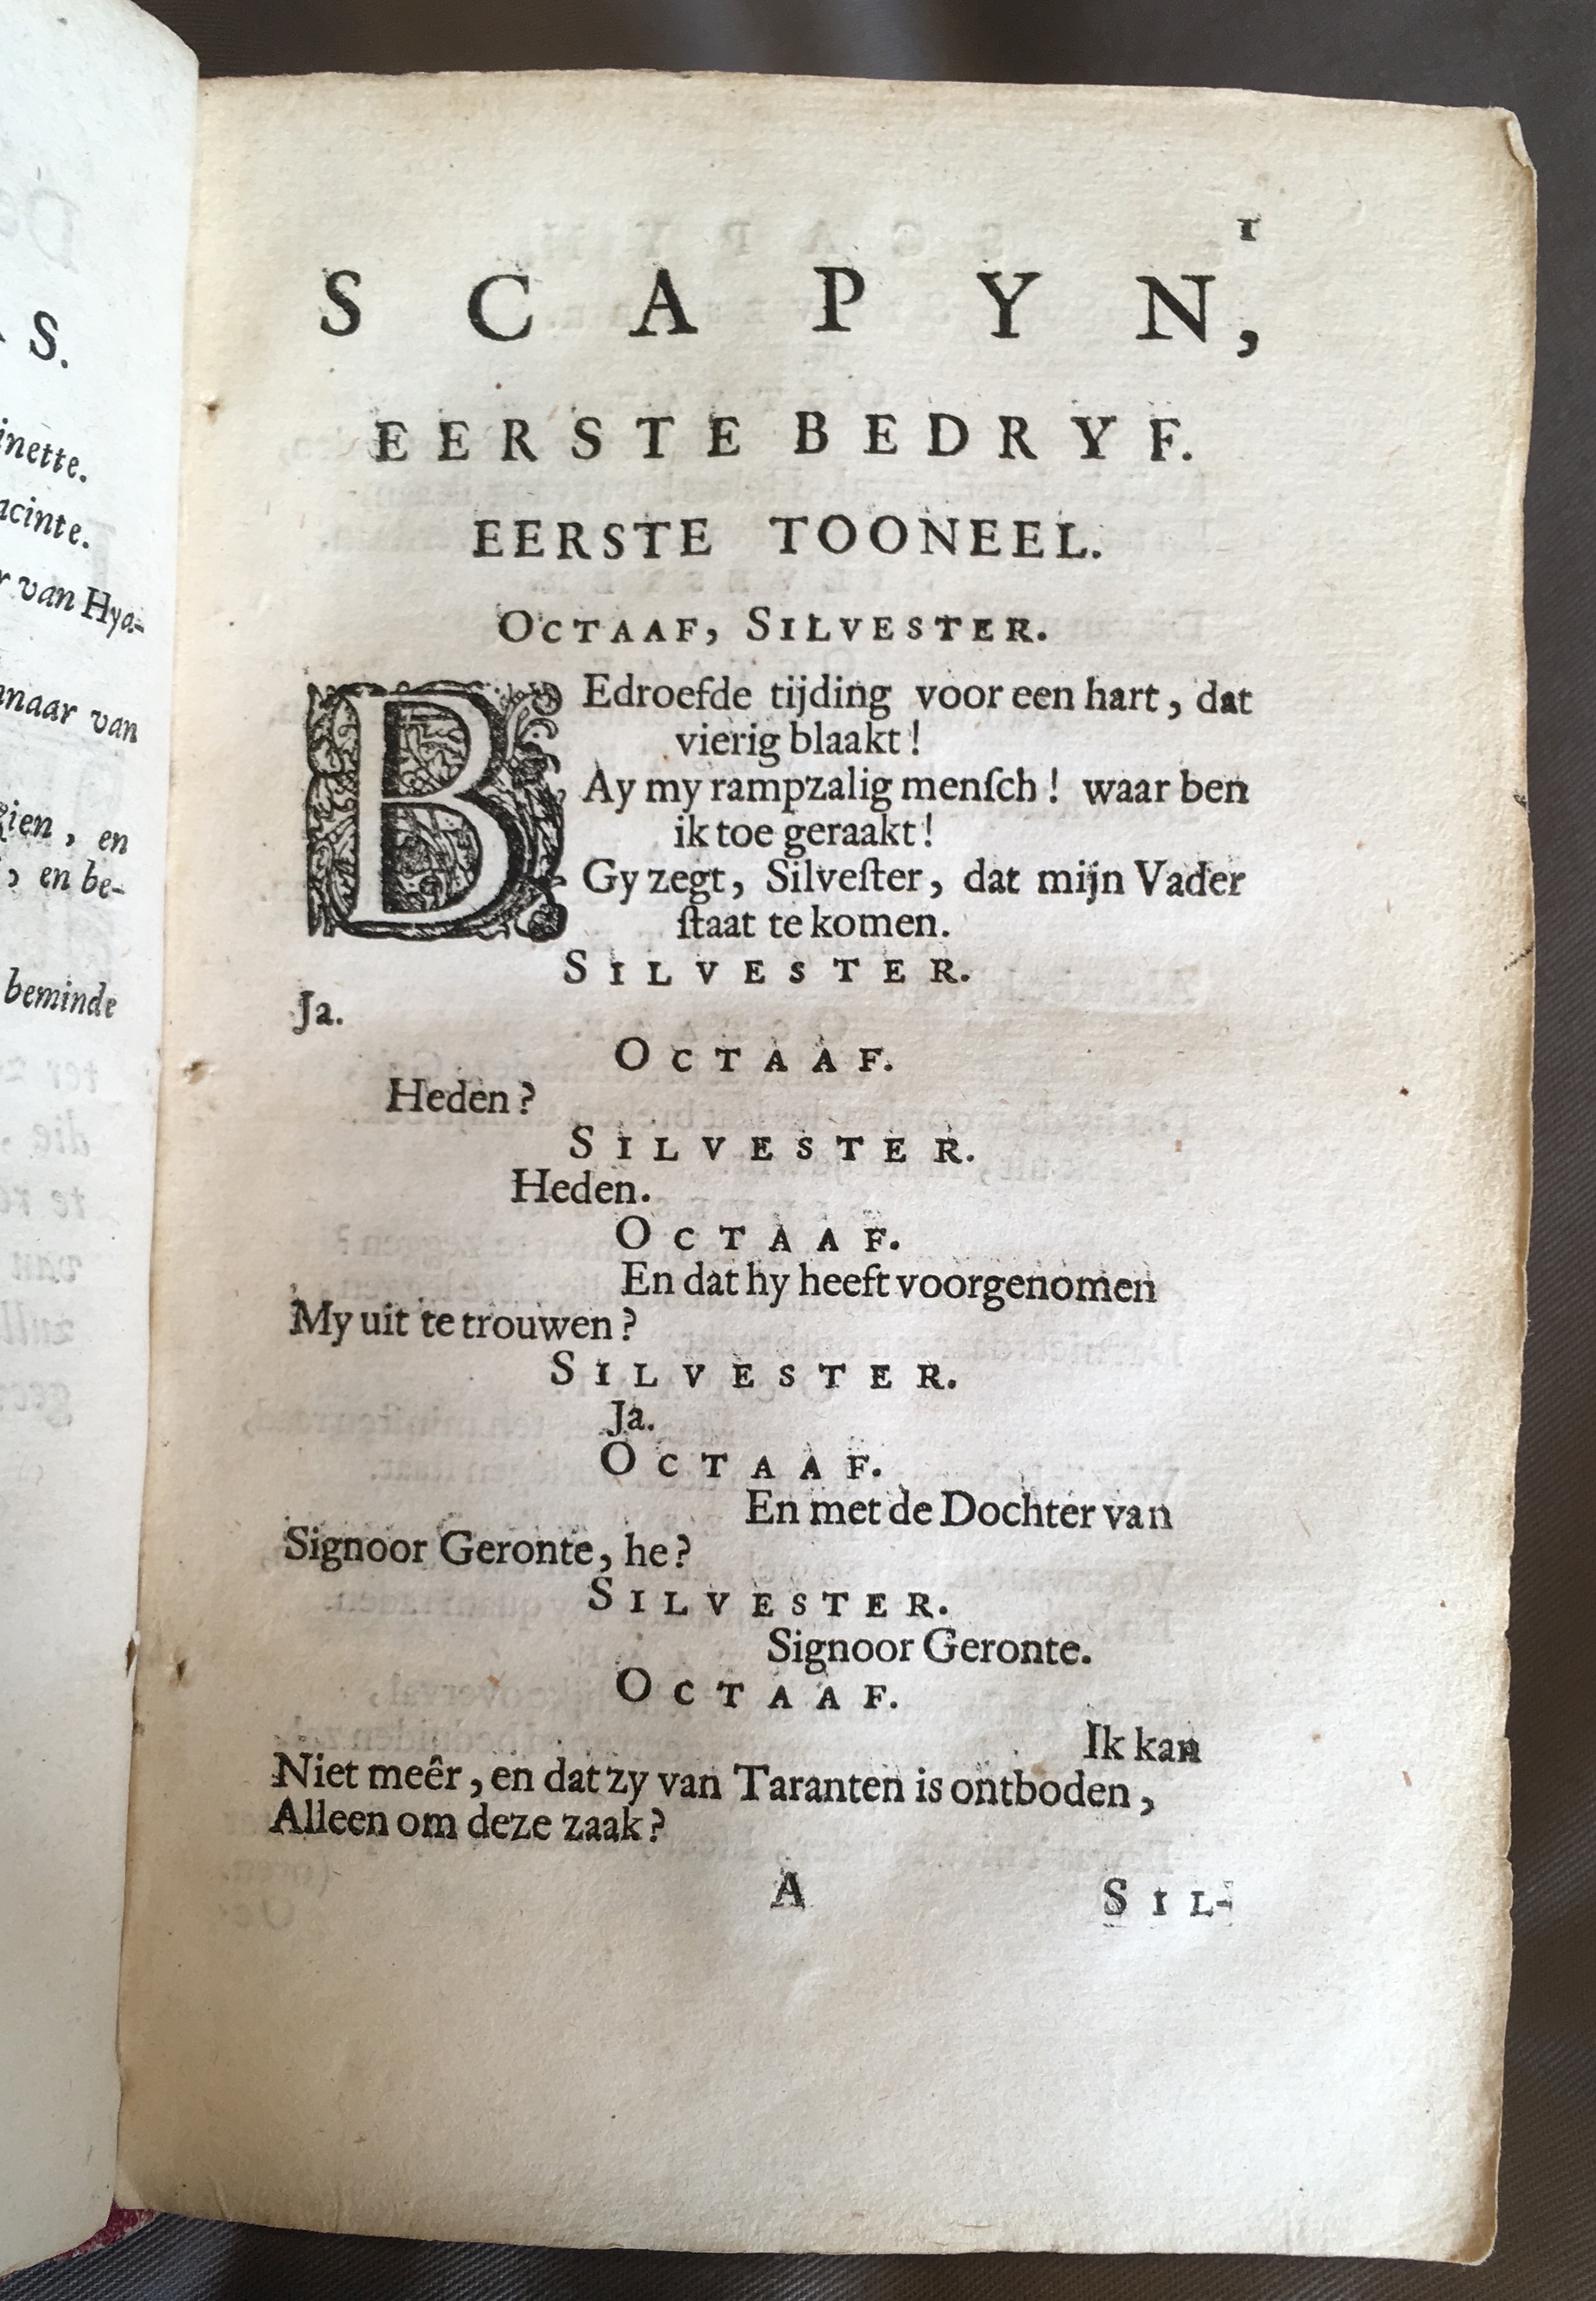 S.
inette.
acinte.
van Hya-
naar van
zien, en
, en be-
beminde
1
SCAPYN,
EERSTE BEDRYF.
EERSTE TOONEEL.
OCTAAF, SILVESTER.
BEdroefde tijding voor een hart, dat
vierig blaakt!
Ay my rampzalig menſch! waar ben
ik toe geraakt!
Gy zegt, Silveſter, dat mijn Vader
ſtaat te komen.
SILVESTER.
Ja.
OCTAAF.
Heden?
SILVESTER.
Heden.
OCTAAF.
En dat hy heeft voorgenomen
My uit te trouwen?
SILVESTER.
Ja.
OCTAAF.
En met de Dochter van
Signoor Geronte, he?
SILVESTER.
Signoor Geronte.
OCTAAF.
Ik kan
Niet meêr, en dat zy van Taranten is ontboden,
Alleen om deze zaak?
A SIL-